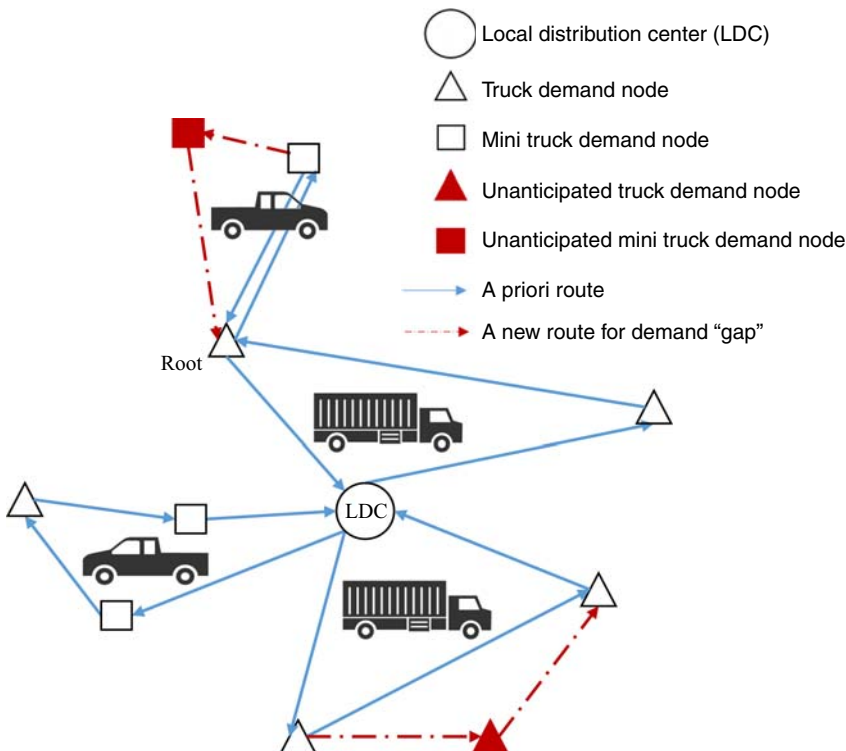 Local distribution center (LDC)
Truck demand node
Mini truck demand node
Unanticipated truck demand node
Unanticipated mini truck demand node
A priori route
A new route for demand “gap”
Root
LDC